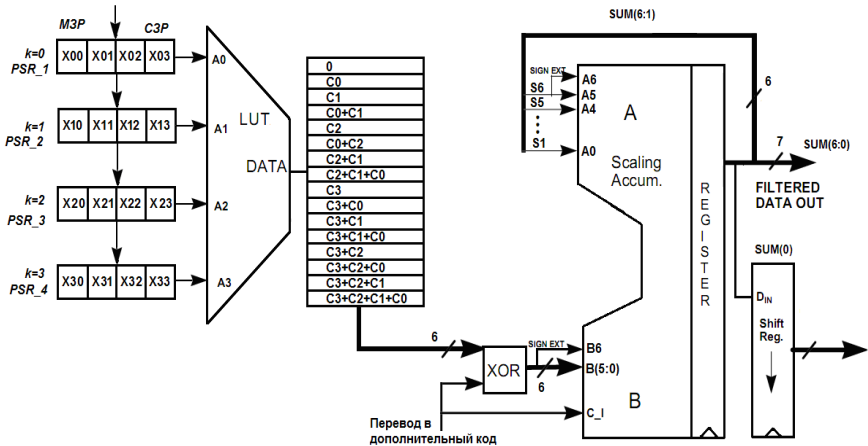 МЗР СЗР
k=0
PSR_1
X00 X01 X02 X03
k=1
PSR_2
X10 X11 X12 X13
k=2
PSR_3
X20 X21 X22 X23
k=3
PSR_4
X30 X31 X32 X33
A0
A1
A2
A3
LUT
DATA
0
C0
C1
C0+C1
C2
C0+C2
C2+C1
C2+C1+C0
C3
C3+C0
C3+C1
C3+C1+C0
C3+C2
C3+C2+C0
C3+C2+C1
C3+C2+C1+C0
6
XOR
SIGN EXT
6
Перевод в
дополнительный код
SUM(6:1)
SIGN EXT
S6
S5
S1
A6
A5
A4
A0
A
Scaling
Accum.
B6
B(5:0)
B
C_I
REGISTER
6
7
SUM(6:0)
FILTERED
DATA OUT
SUM(0)
DIN
Shift
Reg.